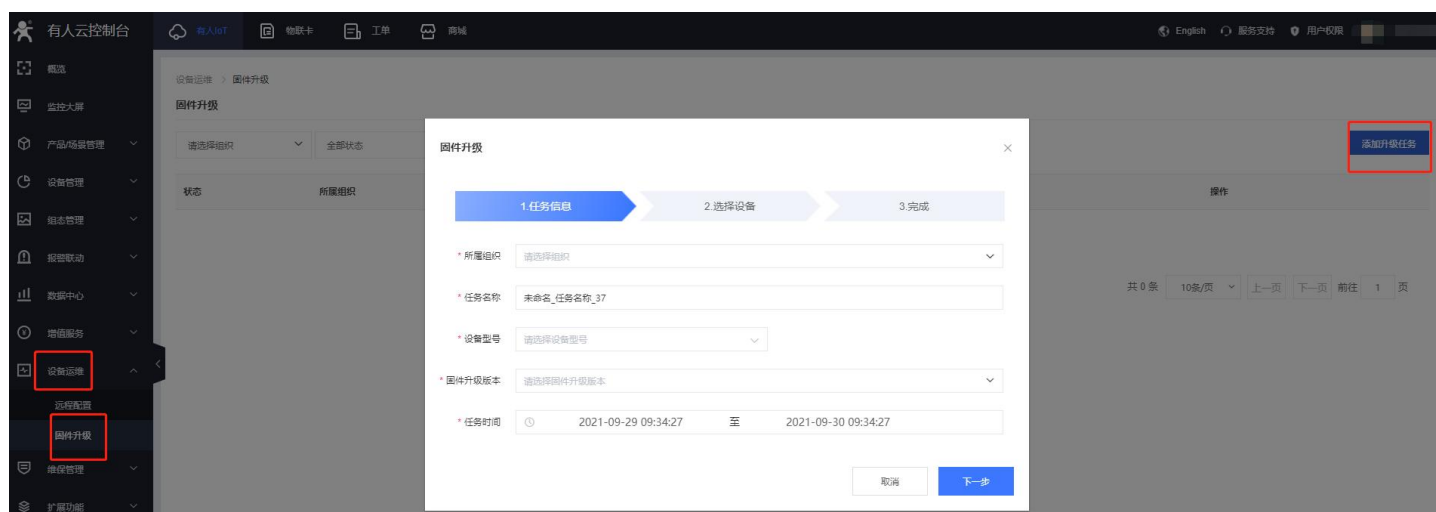 有人云控制台 有人IoT 物联卡 工单 商城 English 服务支持 用户权限
概览
监控大屏
产品/场景管理
设备管理
组态管理
报警联动
数据中心
增值服务
设备运维
远程配置
固件升级
维保管理
扩展功能
设备运维 > 固件升级
固件升级
请选择组织 全部状态
添加升级任务
状态 所属组织 操作
共 0 条 10条/页 上一页 下一页 前往 1 页
固件升级
1.任务信息 2.选择设备 3.完成
* 所属组织 请选择组织
* 任务名称 未命名_任务名称_37
* 设备型号 请选择设备型号
* 固件升级版本 请选择固件升级版本
* 任务时间 2021-09-29 09:34:27 至 2021-09-30 09:34:27
取消 下一步